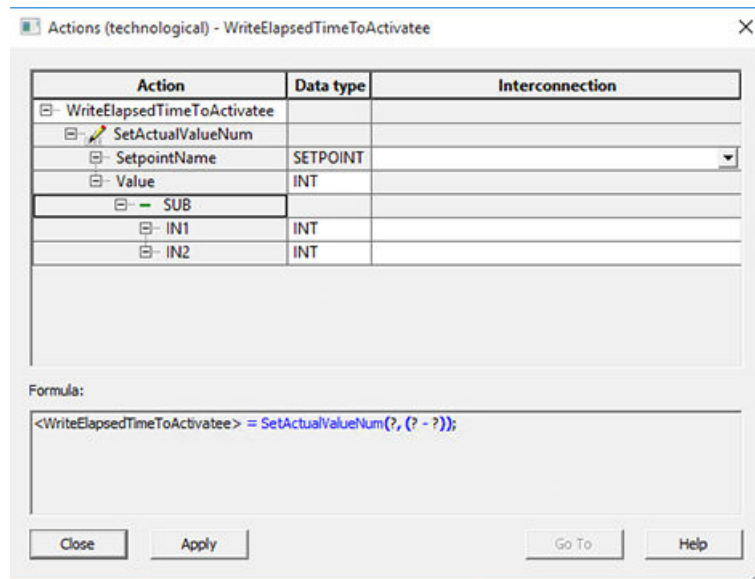 Actions (technological) - WriteElapsedTimeToActivatee
Action Data type Interconnection
WriteElapsedTimeToActivatee
SetActualValueNum
SetpointName SETPOINT
Value INT
SUB
IN1 INT
IN2 INT
Formula:
<WriteElapsedTimeToActivatee> = SetActualValueNum(?, (? - ?));
Close Apply Go To Help